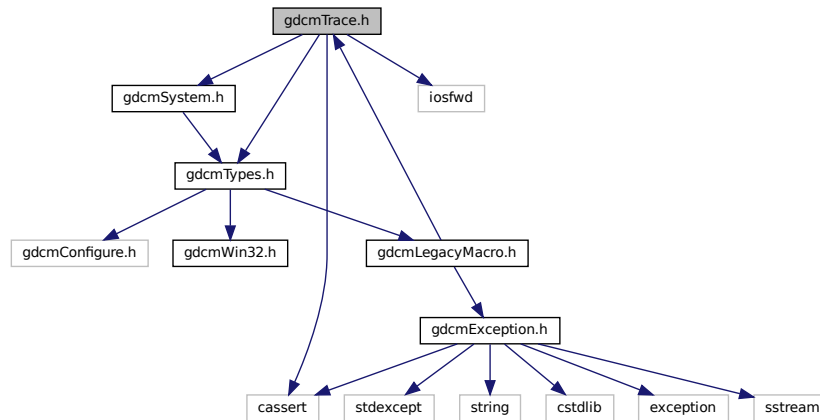 gdcmTrace.h
gdcmSystem.h
iosfwd
gdcmTypes.h
gdcmConfigure.h
gdcmWin32.h
gdcmLegacyMacro.h
gdcmException.h
cassert
stdexcept
string
cstdlib
exception
sstream